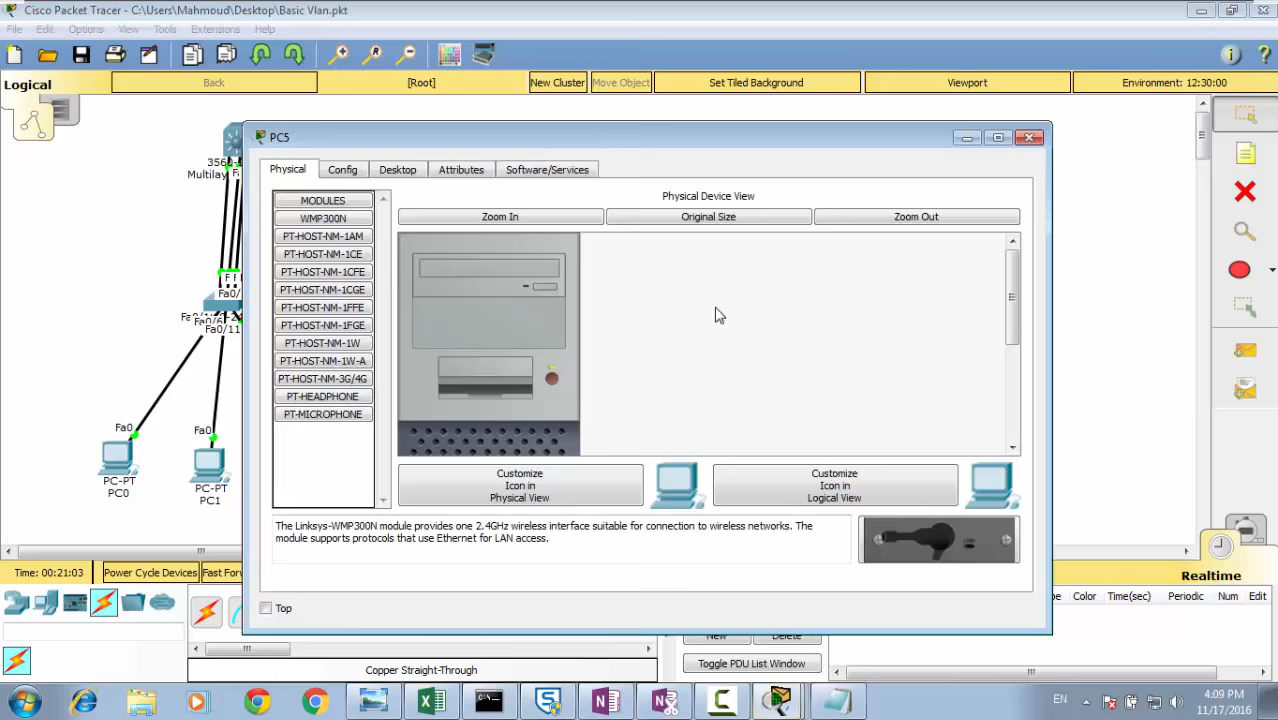 Cisco Packet Tracer - C:\Users\Mahmoud\Desktop\Basic Vlan.pkt
File Edit Options View Tools Extensions Help
Logical
Back
[Root]
New Cluster
Move Object
Set Tiled Background
Viewport
Environment: 12:30:00
PC5
Physical
Config
Desktop
Attributes
Software/Services
MODULES
WMP300N
PT-HOST-NM-1AM
PT-HOST-NM-1CE
PT-HOST-NM-1CFE
PT-HOST-NM-1CGE
PT-HOST-NM-1FFE
PT-HOST-NM-1FGE
PT-HOST-NM-1W
PT-HOST-NM-1W-A
PT-HOST-NM-3G/4G
PT-HEADPHONE
PT-MICROPHONE
Physical Device View
Zoom In
Original Size
Zoom Out
Customize
Icon in
Physical View
Customize
Icon in
Logical View
The Linksys-WMP300N module provides one 2.4GHz wireless interface suitable for connection to wireless networks. The
module supports protocols that use Ethernet for LAN access.
Top
Multilay
Fa0/
Fa0/11
Fa0
PC-PT
PC0
Fa0
PC-PT
PC1
Time: 00:21:03
Power Cycle Devices
Fast For
Realtime
Color
Time(sec)
Periodic
Num
Edit
New
Delete
Toggle PDU List Window
Copper Straight-Through
EN
4:09 PM
11/17/2016